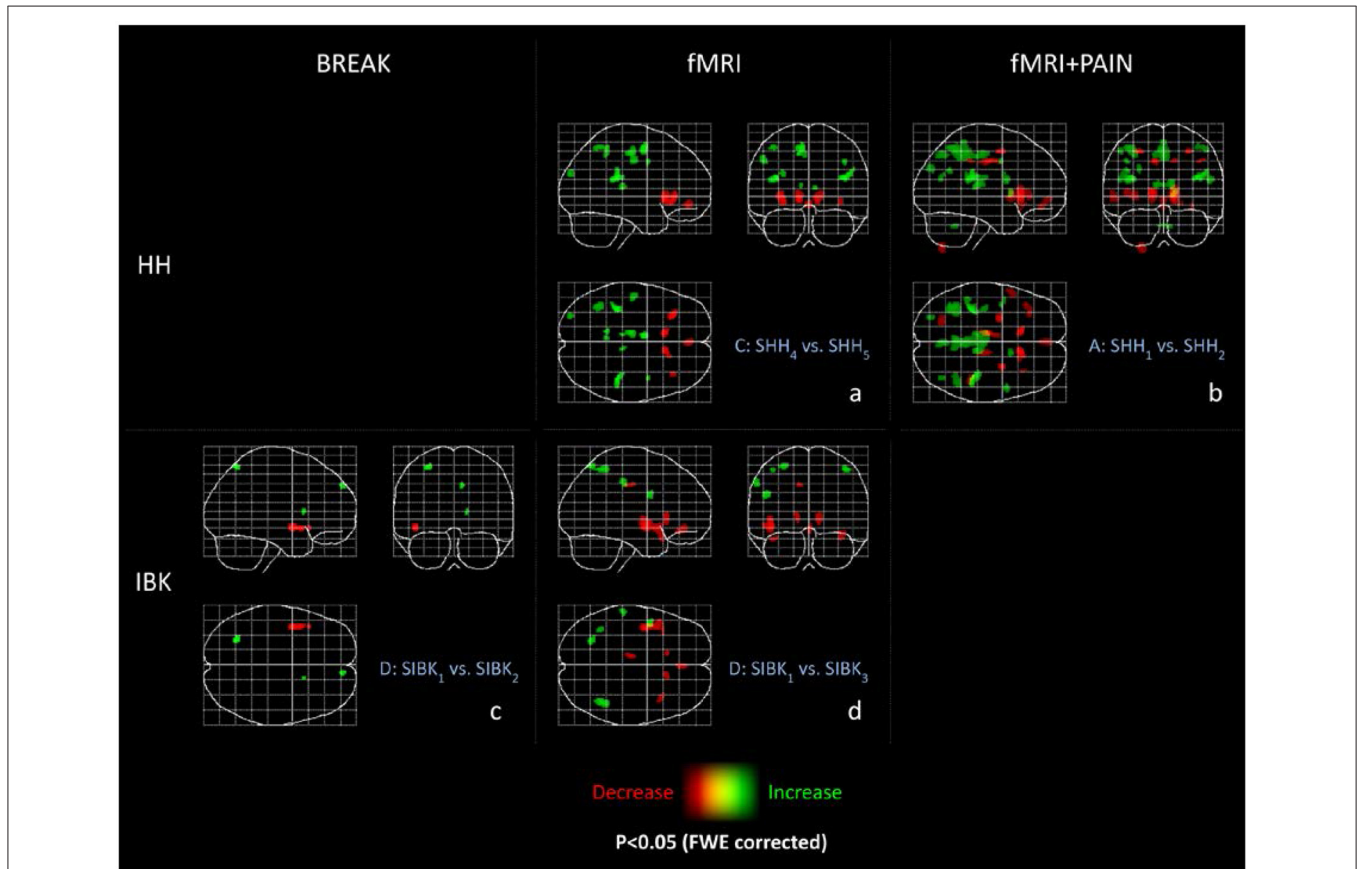 BREAK
fMRI
fMRI+PAIN
HH
C: SHH4 vs. SHH5
a
A: SHH1 vs. SHH2
b
IBK
D: SIBK1 vs. SIBK2
c
D: SIBK1 vs. SIBK3
d
Decrease
Increase
P<0.05 (FWE corrected)